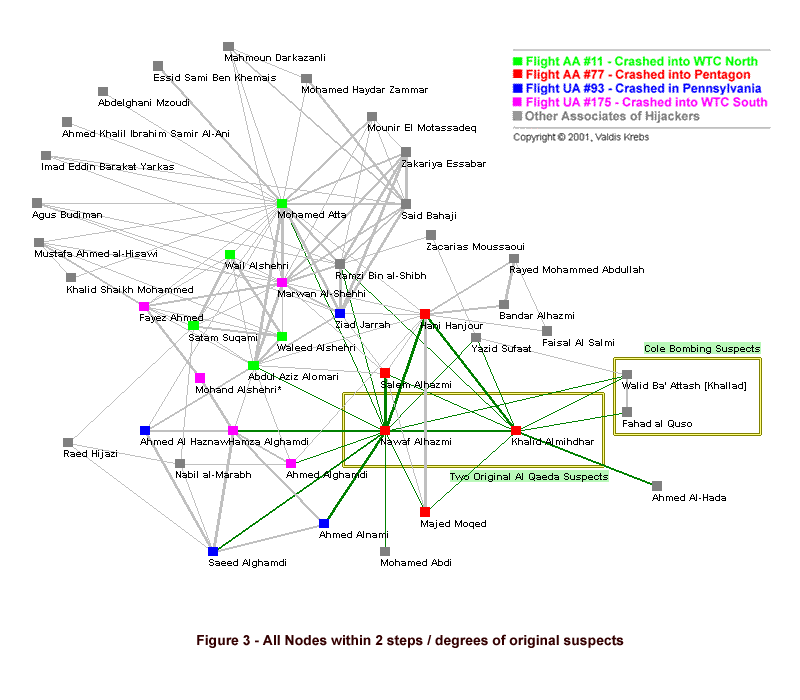 Mahmoun Darkazanli
Essid Sami Ben Khemais
Mohamed Haydar Zammar
Abdelghani Mzoudi
Flight AA #11 - Crashed into WTC North
Flight AA #77 - Crashed into Pentagon
Flight UA #93 - Crashed in Pennsylvania
Flight UA #175 - Crashed into WTC South
Other Associates of Hijackers
Copyright © 2001, Valdis Krebs
Mounir El Motassadeq
Ahmed Khalil Ibrahim Samir Al-Ani
Zakariya Essabar
Imad Eddin Barakat Yarkas
Agus Budiman
Mohamed Atta
Said Bahaji
Zacarias Moussaoui
Mustafa Ahmed al-Hisawi
Wail Alshehri
Ramzi Bin al-Shibh
Rayed Mohammed Abdullah
Khalid Shaikh Mohammed
Marwan Al-Shehhi
Fayez Ahmed
Bandar Alhazmi
Ziad Jarrah
Hani Hanjour
Satam Suqami
Waleed Alshehri
Yazid Sufaat
Faisal Al Salmi
Cole Bombing Suspects
Abdul Aziz Alomari
Mohand Alshehri*
Salem Alhazmi
Walid Ba' Attash [Khallad]
Fahad al Quso
Ahmed Al Haznawi
Hamza Alghamdi
Nawaf Alhazmi
Khalid Almihdhar
Raed Hijazi
Nabil al-Marabh
Ahmed Alghamdi
Two Original Al Qaeda Suspects
Ahmed Al-Hada
Majed Moqed
Ahmed Alnami
Saeed Alghamdi
Mohamed Abdi
Figure 3 - All Nodes within 2 steps / degrees of original suspects